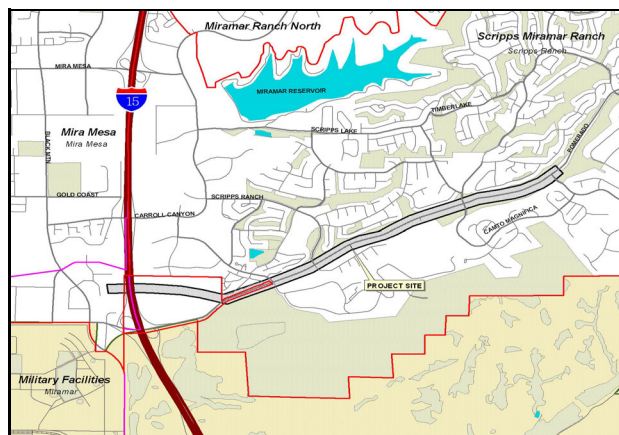 Miramar Ranch North
Scripps Miramar Ranch
Scripps Ranch
MIRA MESA
MIRAMAR RESERVOIR
15
TIMBERLAKE
Mira Mesa
Mira Mesa
BLACK MTN
SCRIPPS LAKE
POMERADO
GOLD COAST
SCRIPPS RANCH
CARROLL CANYON
CAMTO MAGNIFICA
PROJECT SITE
Military Facilities
Miramar